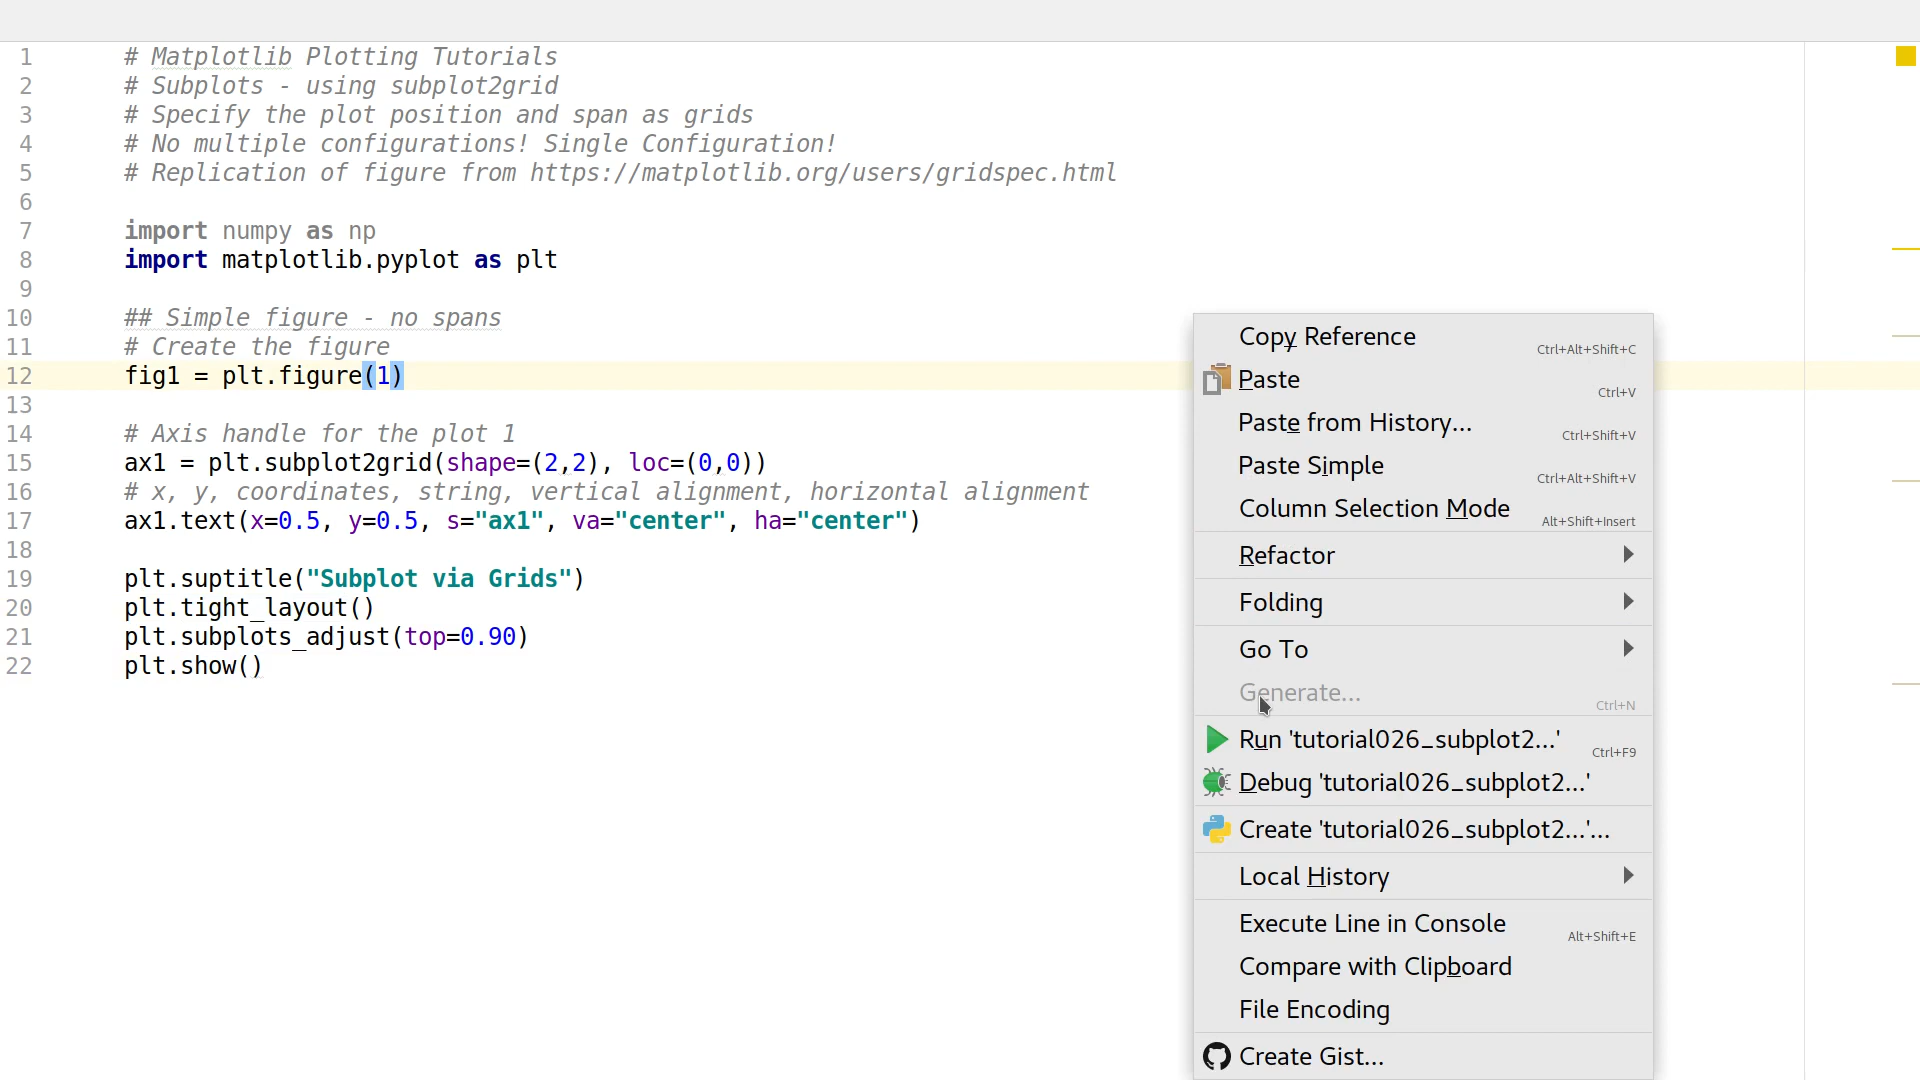 1 # Matplotlib Plotting Tutorials
2 # Subplots - using subplot2grid
3 # Specify the plot position and span as grids
4 # No multiple configurations! Single Configuration!
5 # Replication of figure from https://matplotlib.org/users/gridspec.html
6
7 import numpy as np
8 import matplotlib.pyplot as plt
9
10 ## Simple figure - no spans
11 # Create the figure
12 fig1 = plt.figure(1)
13
14 # Axis handle for the plot 1
15 ax1 = plt.subplot2grid(shape=(2,2), loc=(0,0))
16 # x, y, coordinates, string, vertical alignment, horizontal alignment
17 ax1.text(x=0.5, y=0.5, s="ax1", va="center", ha="center")
18
19 plt.suptitle("Subplot via Grids")
20 plt.tight_layout()
21 plt.subplots_adjust(top=0.90)
22 plt.show()
Copy Reference Ctrl+Alt+Shift+C
Paste Ctrl+V
Paste from History... Ctrl+Shift+V
Paste Simple Ctrl+Alt+Shift+V
Column Selection Mode Alt+Shift+Insert
Refactor
Folding
Go To
Generate... Ctrl+N
Run 'tutorial026_subplot2...' Ctrl+F9
Debug 'tutorial026_subplot2...'
Create 'tutorial026_subplot2...'...
Local History
Execute Line in Console Alt+Shift+E
Compare with Clipboard
File Encoding
Create Gist...